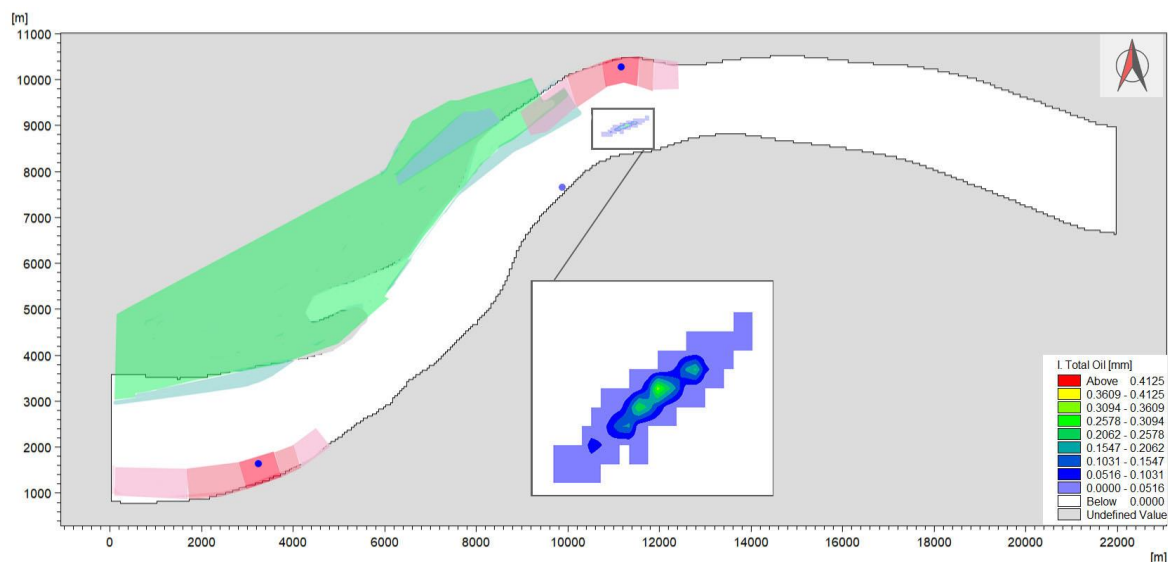 [m]
11000
10000
9000
8000
7000
6000
5000
4000
3000
2000
1000
0 2000 4000 6000 8000 10000 12000 14000 16000 18000 20000 22000
[m]
I. Total Oil [mm]
Above 0.4125
0.3609 - 0.4125
0.3094 - 0.3609
0.2578 - 0.3094
0.2062 - 0.2578
0.1547 - 0.2062
0.1031 - 0.1547
0.0516 - 0.1031
0.0000 - 0.0516
Below 0.0000
Undefined Value